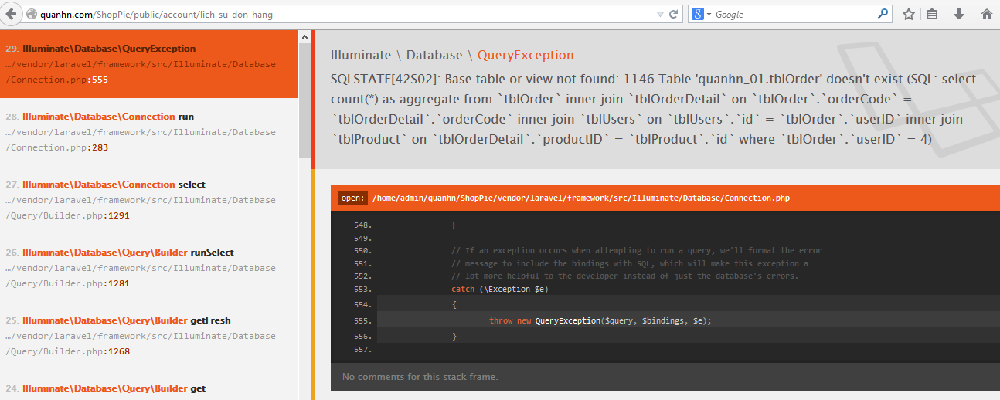 quanhn.com/ShopPie/public/account/lich-su-don-hang
Google
29. Illuminate\Database\QueryException
…/vendor/laravel/framework/src/Illuminate/Database
/Connection.php:555
28. Illuminate\Database\Connection run
…/vendor/laravel/framework/src/Illuminate/Database
/Connection.php:283
27. Illuminate\Database\Connection select
…/vendor/laravel/framework/src/Illuminate/Database
/Query/Builder.php:1291
26. Illuminate\Database\Query\Builder runSelect
…/vendor/laravel/framework/src/Illuminate/Database
/Query/Builder.php:1281
25. Illuminate\Database\Query\Builder getFresh
…/vendor/laravel/framework/src/Illuminate/Database
/Query/Builder.php:1268
24. Illuminate\Database\Query\Builder get
Illuminate \ Database \ QueryException
SQLSTATE[42S02]: Base table or view not found: 1146 Table 'quanhn_01.tblOrder' doesn't exist (SQL: select
count(*) as aggregate from `tblOrder` inner join `tblOrderDetail` on `tblOrder`.`orderCode` =
`tblOrderDetail`.`orderCode` inner join `tblUsers` on `tblUsers`.`id` = `tblOrder`.`userID` inner join
`tblProduct` on `tblOrderDetail`.`productID` = `tblProduct`.`id` where `tblOrder`.`userID` = 4)
open: /home/admin/quanhn/ShopPie/vendor/laravel/framework/src/Illuminate/Database/Connection.php
548. }
549.
550. // If an exception occurs when attempting to run a query, we'll format the error
551. // message to include the bindings with SQL, which will make this exception a
552. // lot more helpful to the developer instead of just the database's errors.
553. catch (\Exception $e)
554. {
555. throw new QueryException($query, $bindings, $e);
556. }
557.
No comments for this stack frame.